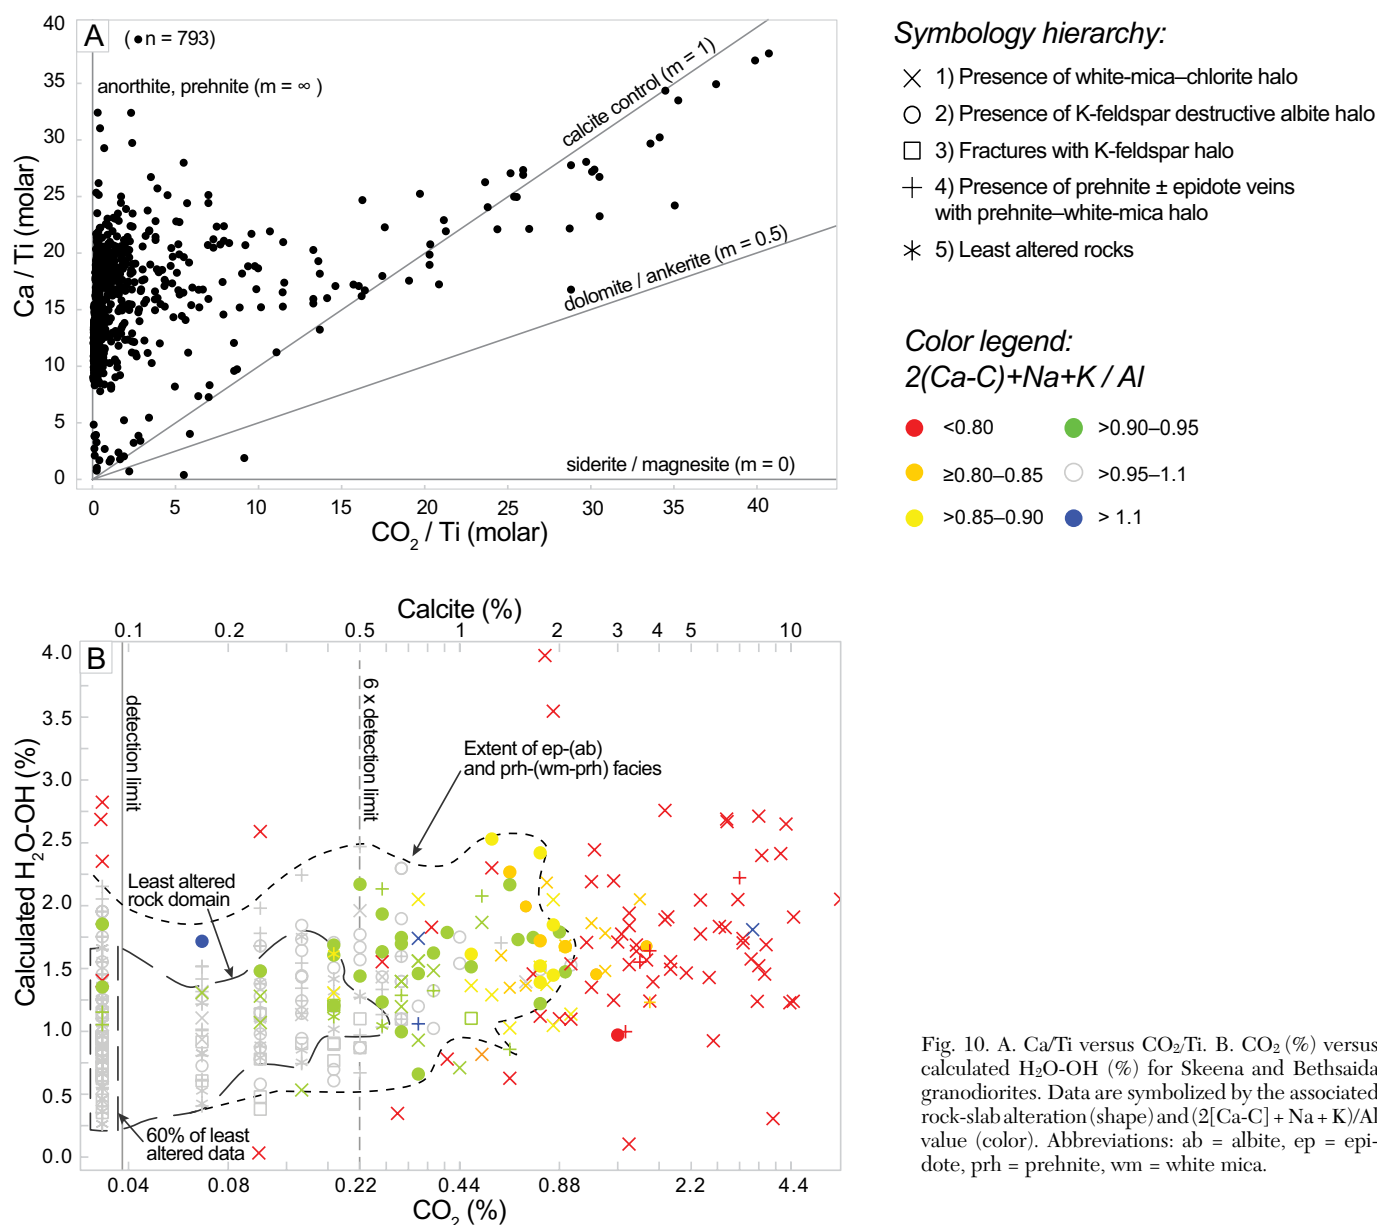 A
( ● n = 793)
anorthite, prehnite (m = ∞ )
calcite control (m = 1)
dolomite / ankerite (m = 0.5)
siderite / magnesite (m = 0)
Ca / Ti (molar)
40
35
30
25
20
15
10
5
0
0 5 10 15 20 25 30 35 40
CO₂ / Ti (molar)
Symbology hierarchy:
1) Presence of white-mica–chlorite halo
2) Presence of K-feldspar destructive albite halo
3) Fractures with K-feldspar halo
4) Presence of prehnite ± epidote veins
with prehnite–white-mica halo
5) Least altered rocks
Color legend:
2(Ca-C)+Na+K / Al
<0.80
≥0.80–0.85
>0.85–0.90
>0.90–0.95
>0.95–1.1
> 1.1
Calcite (%)
0.1 0.2 0.5 1 2 3 4 5 10
B
detection limit
6 x detection limit
Extent of ep-(ab)
and prh-(wm-prh) facies
Least altered
rock domain
60% of least
altered data
Calculated H₂O-OH (%)
4.0
3.5
3.0
2.5
2.0
1.5
1.0
0.5
0.0
0.04 0.08 0.22 0.44 0.88 2.2 4.4
CO₂ (%)
Fig. 10. A. Ca/Ti versus CO₂/Ti. B. CO₂ (%) versus
calculated H₂O-OH (%) for Skeena and Bethsaida
granodiorites. Data are symbolized by the associated
rock-slab alteration (shape) and (2[Ca-C] + Na + K)/Al
value (color). Abbreviations: ab = albite, ep = epi-
dote, prh = prehnite, wm = white mica.